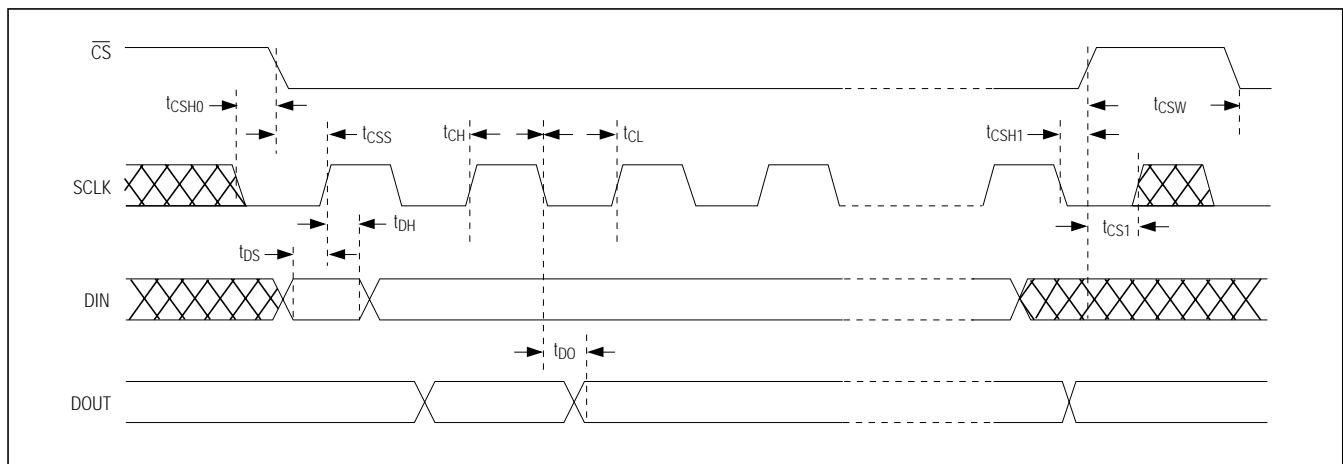 CS
tCSH0
tCSW
tCSS
tCH
tCL
tCSH1
SCLK
tDH
tCS1
tDS
DIN
tDO
DOUT